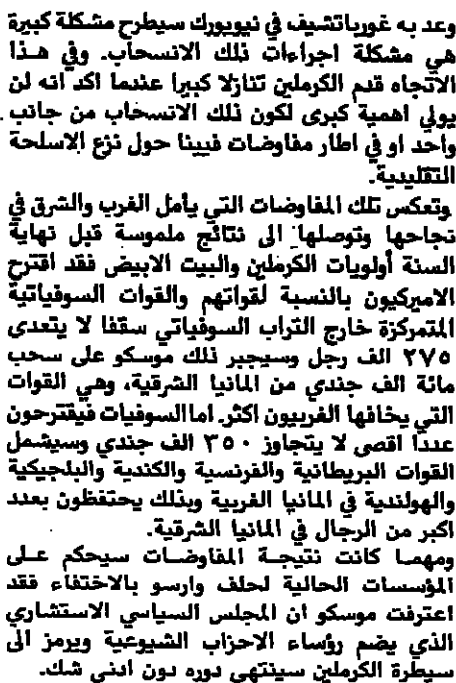 وعد به غورباتشيف في نيويورك سيطرح مشكلة كبيرة
هي مشكلة اجراءات ذلك الانسحاب. وفي هـذا
الاتجاه قدم الكرملين تنازلا كبيرا عندما اكد انه لن
يولي اهمية كبرى لكون ذلك الانسحاب من جانب
واحد او في اطار مفاوضات فيينا حول نزع الاسلحة
التقليدية.
وتعكس تلك المفاوضات التي يأمل الغرب والشرق في
نجاحها وتوصلها الى نتائج ملموسة قبل نهاية
السنة أولويات الكرملين والبيت الابيض فقد اقترح
الاميركيون بالنسبة لقواتهم والقوات السوفياتية
المتمركزة خارج التراب السوفياتي سقفا لا يتعدى
٢٧٥ الف رجل وسيجبر ذلك موسكو على سحب
مائة الف جندي من المانيا الشرقية، وهي القوات
التي يخافها الغربيون اكثر. اما السوفيات فيقترحون
عددا اقصى لا يتجاوز ٣٥٠ الف جندي وسيشمل
القوات البريطانية والفرنسية والكندية والبلجيكية
والهولندية في المانيا الغربية وبذلك يحتفظون بعدد
اكبر من الرجال في المانيا الشرقية.
ومهمـا كانت نتيجـة المفاوضـات سيحكم عـلى
المؤسسات الحالية لحلف وارسو بالاختفاء فقد
اعترفت موسكو ان المجلس السياسي الاستشاري
الذي يضم رؤساء الاحزاب الشيوعية ويرمز الى
سيطرة الكرملين سينتهي دوره دون ادنى شك.